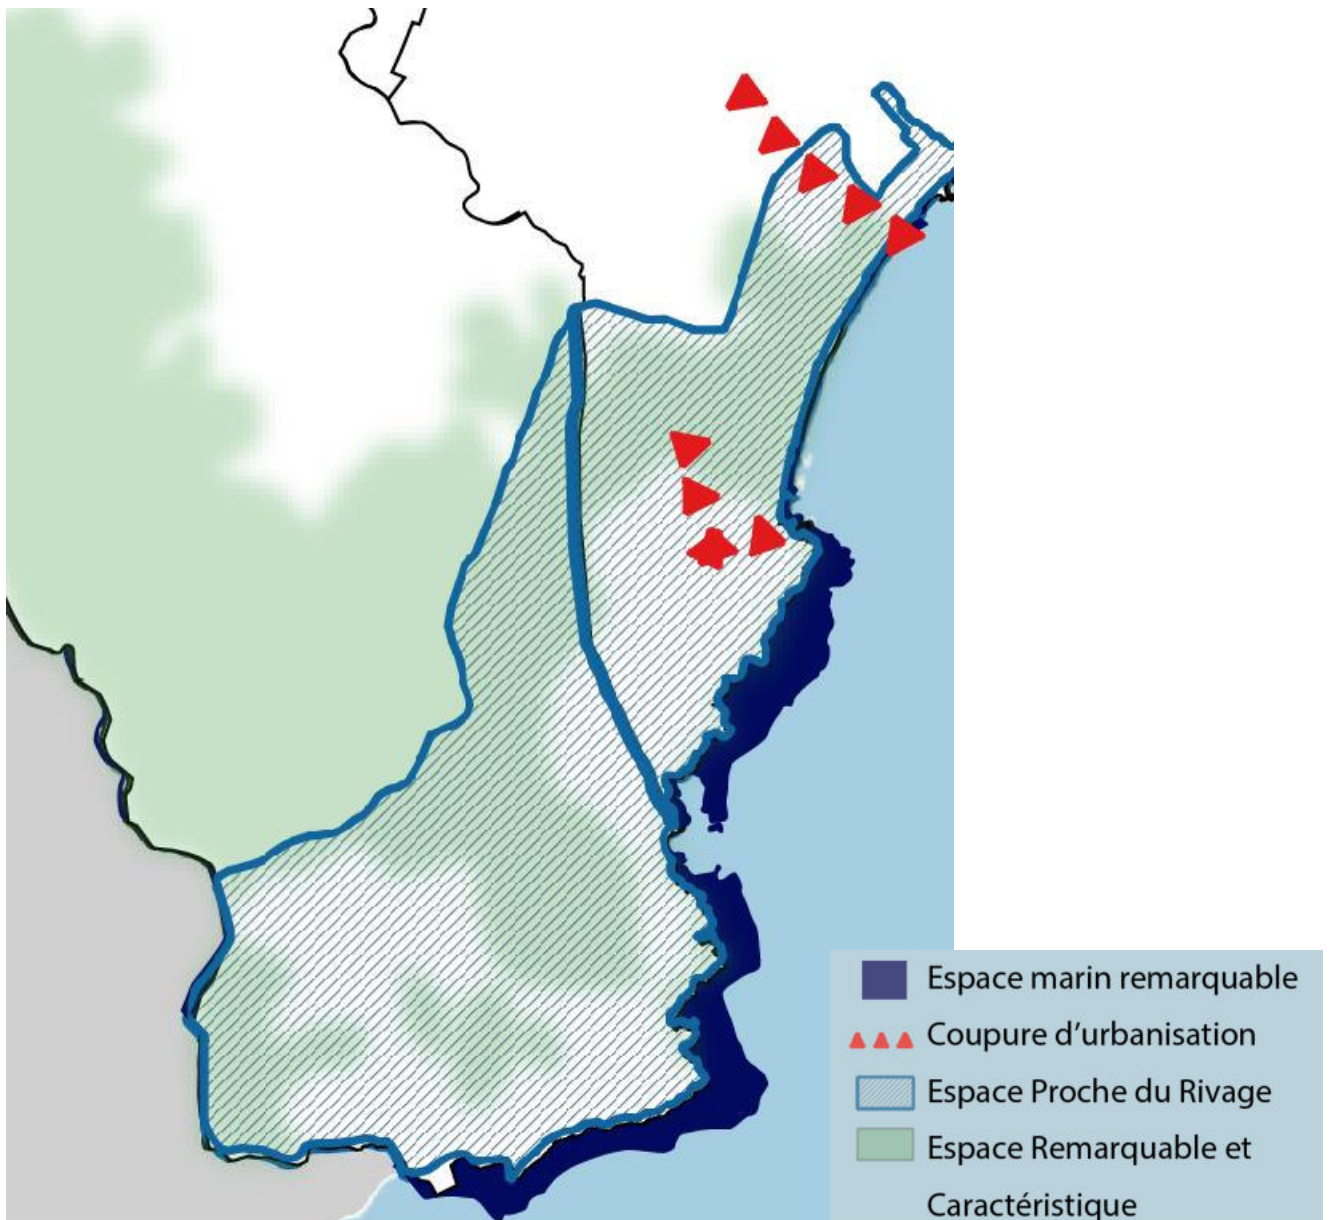 Espace marin remarquable
Coupure d'urbanisation
Espace Proche du Rivage
Espace Remarquable et
Caractéristique